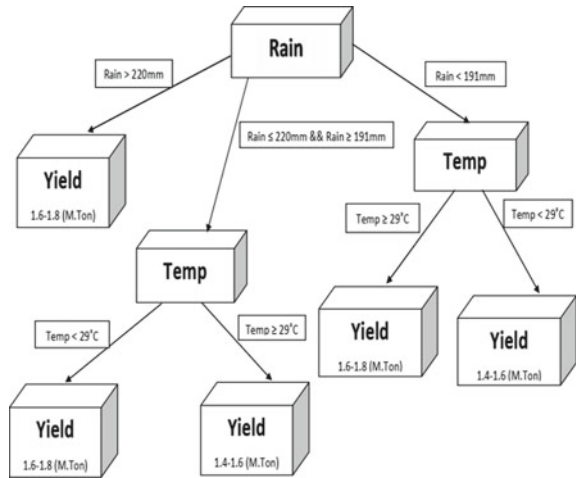 Rain
Rain > 220mm
Rain < 191mm
Rain ≤ 220mm && Rain ≥ 191mm
Yield
1.6-1.8 (M.Ton)
Temp
Temp ≥ 29°C
Temp < 29°C
Temp
Temp < 29°C
Temp ≥ 29°C
Yield
1.6-1.8 (M.Ton)
Yield
1.4-1.6 (M.Ton)
Yield
1.6-1.8 (M.Ton)
Yield
1.4-1.6 (M.Ton)